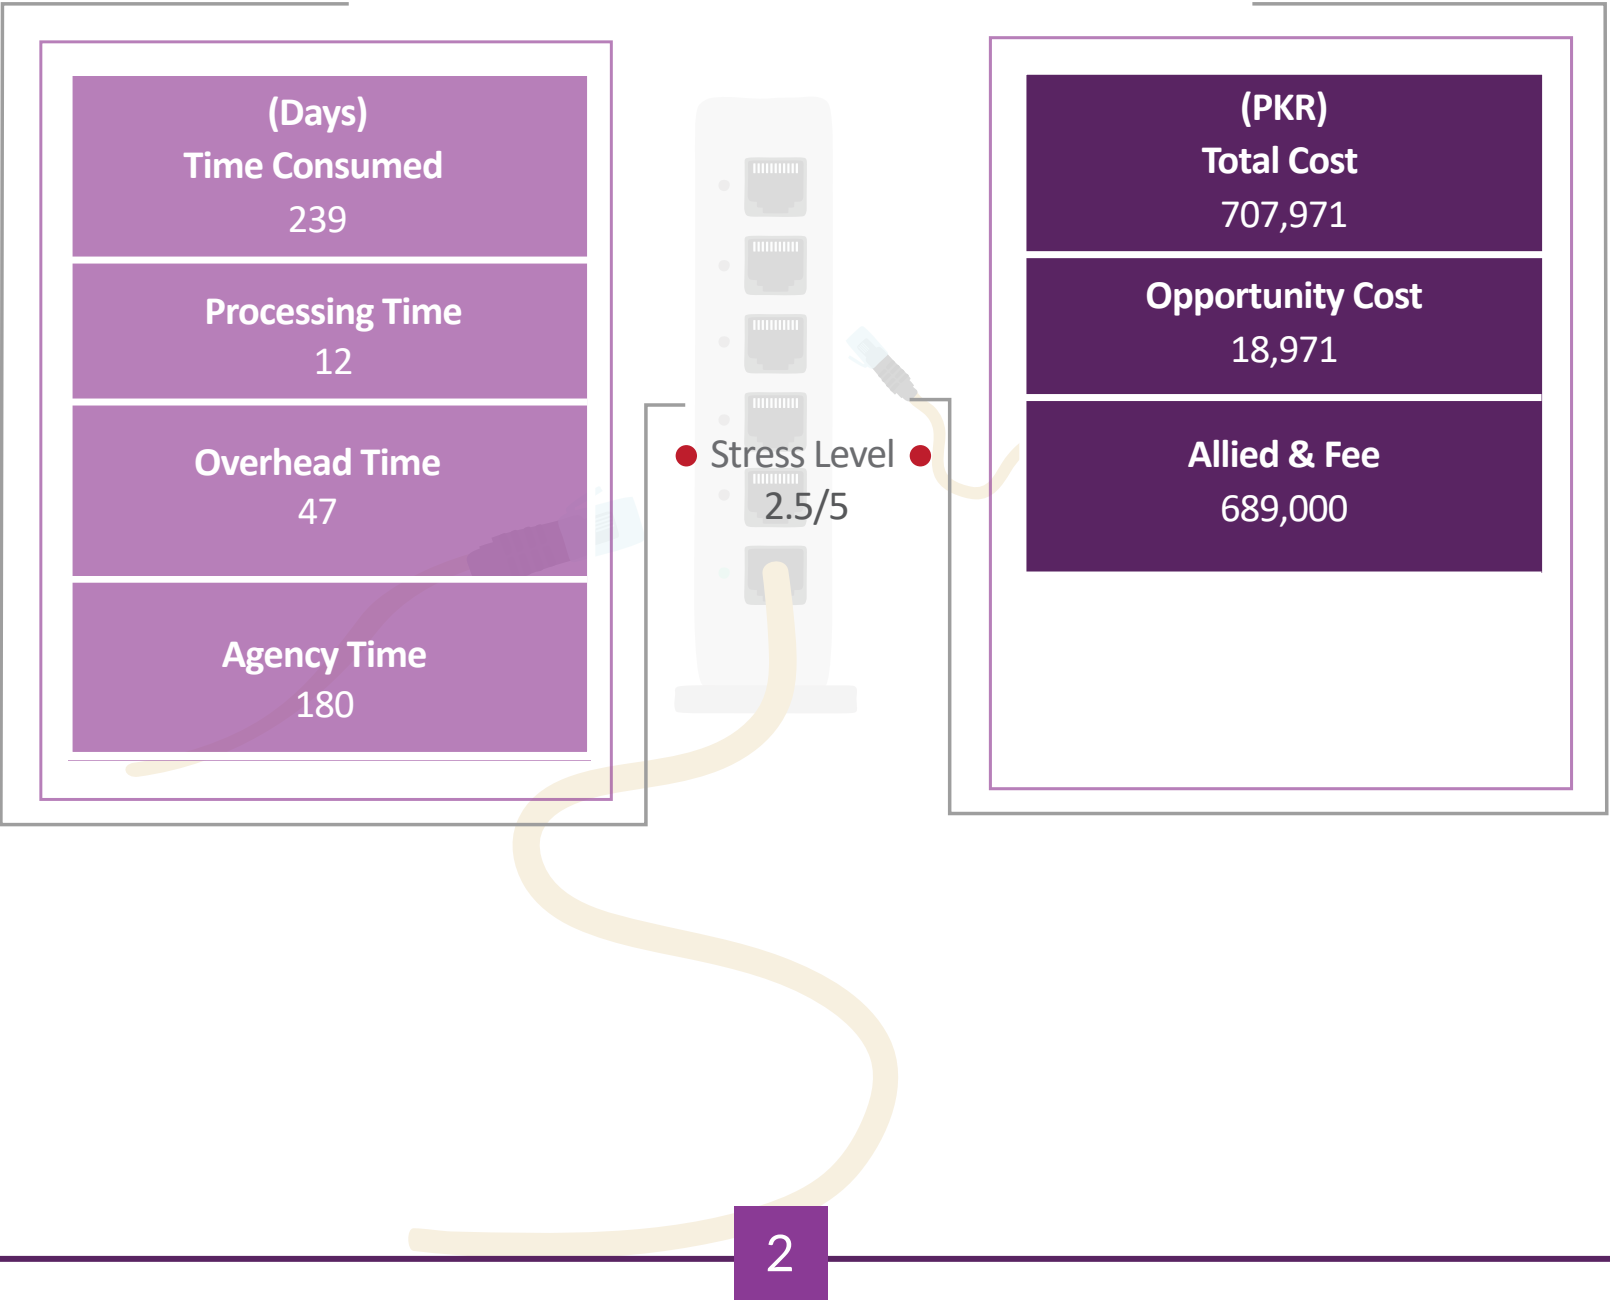 (Days)
Time Consumed
239
Processing Time
12
Overhead Time
47
Agency Time
180
Stress Level
2.5/5
(PKR)
Total Cost
707,971
Opportunity Cost
18,971
Allied & Fee
689,000
2